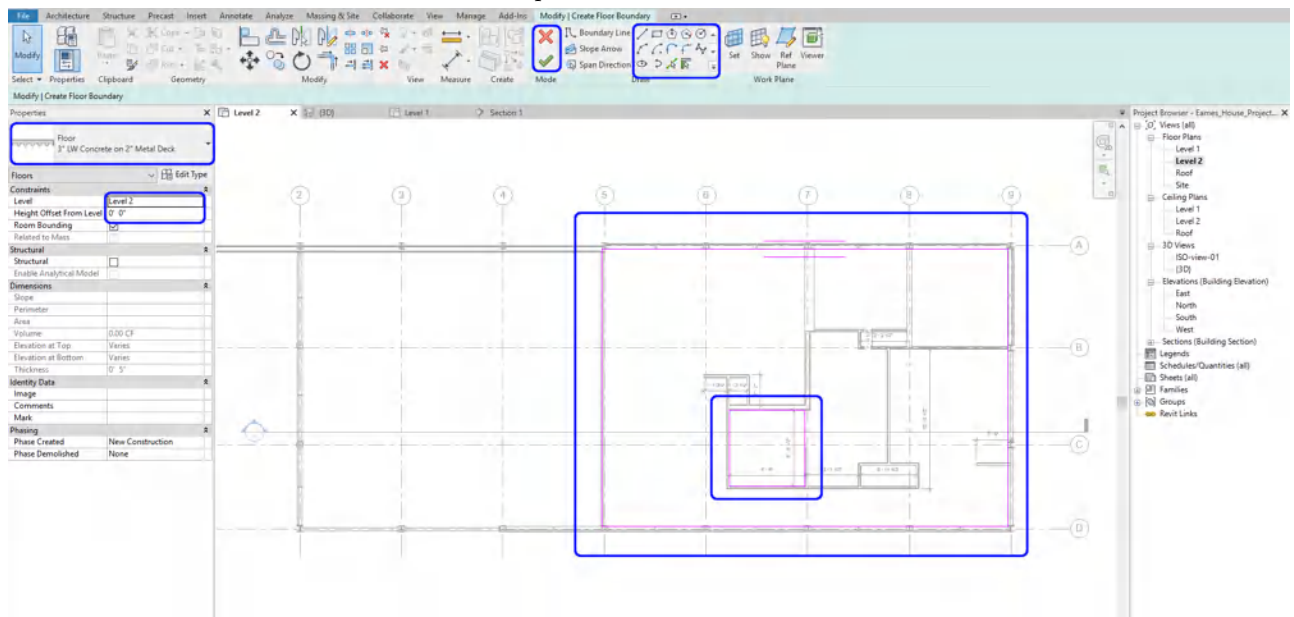 File Architecture Structure Precast Insert Annotate Analyze Massing & Site Collaborate View Manage Add-Ins Modify | Create Floor Boundary
Modify
Cope
Cut
Boundary Line
Slope Arrow
Span Direction
Set Show Ref Plane Viewer
Select Properties Clipboard Geometry Modify View Measure Create Mode Draw Work Plane
Modify | Create Floor Boundary
Properties X
Level 2 X {3D} Level 1 Section 1
Project Browser - Eames_House_Project... X
Floor
3" LW Concrete on 2" Metal Deck
Floors Edit Type
Constraints
Level Level 2
Height Offset From Level 0' 0"
Room Bounding
Related to Mass
Structural
Structural
Enable Analytical Model
Dimensions
Slope
Perimeter
Area
Volume 0.00 CF
Elevation at Top Varies
Elevation at Bottom Varies
Thickness 0' 5"
Identity Data
Image
Comments
Mark
Phasing
Phase Created New Construction
Phase Demolished None
2 3 4 5 6 7 8 9
A
B
C
D
Views (all)
Floor Plans
Level 1
Level 2
Roof
Site
Ceiling Plans
Level 1
Level 2
Roof
3D Views
ISO-view-01
{3D}
Elevations (Building Elevation)
East
North
South
West
Sections (Building Section)
Legends
Schedules/Quantities (all)
Sheets (all)
Families
Groups
Revit Links